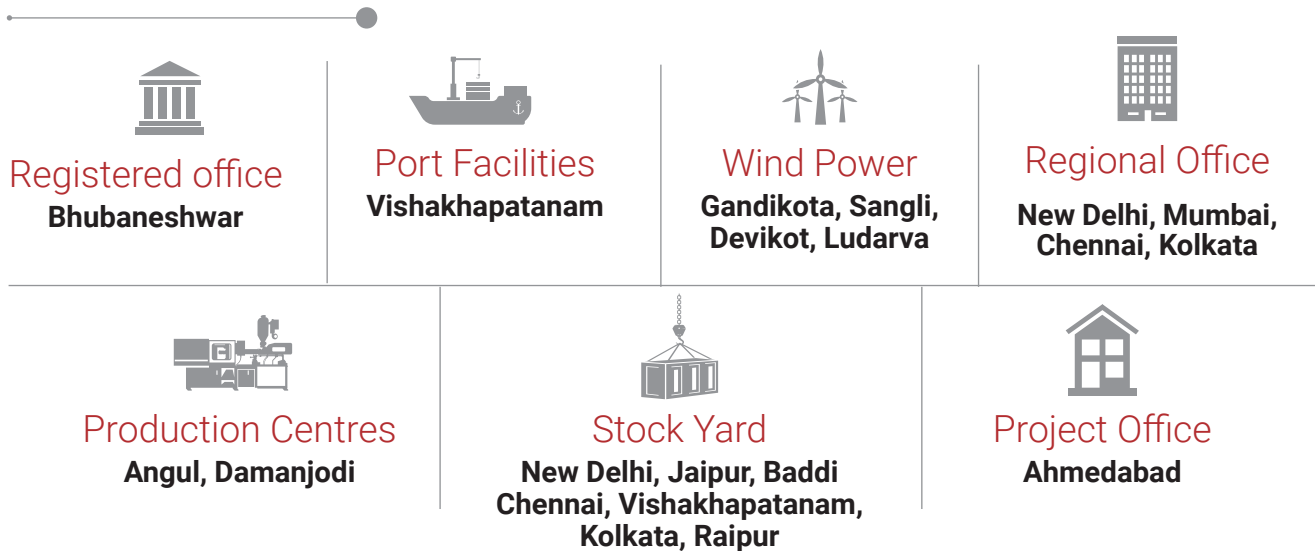 Registered office
Bhubaneshwar
Port Facilities
Vishakhapatanam
Wind Power
Gandikota, Sangli,
Devikot, Ludarva
Regional Office
New Delhi, Mumbai,
Chennai, Kolkata
Production Centres
Angul, Damanjodi
Stock Yard
New Delhi, Jaipur, Baddi
Chennai, Vishakhapatanam,
Kolkata, Raipur
Project Office
Ahmedabad